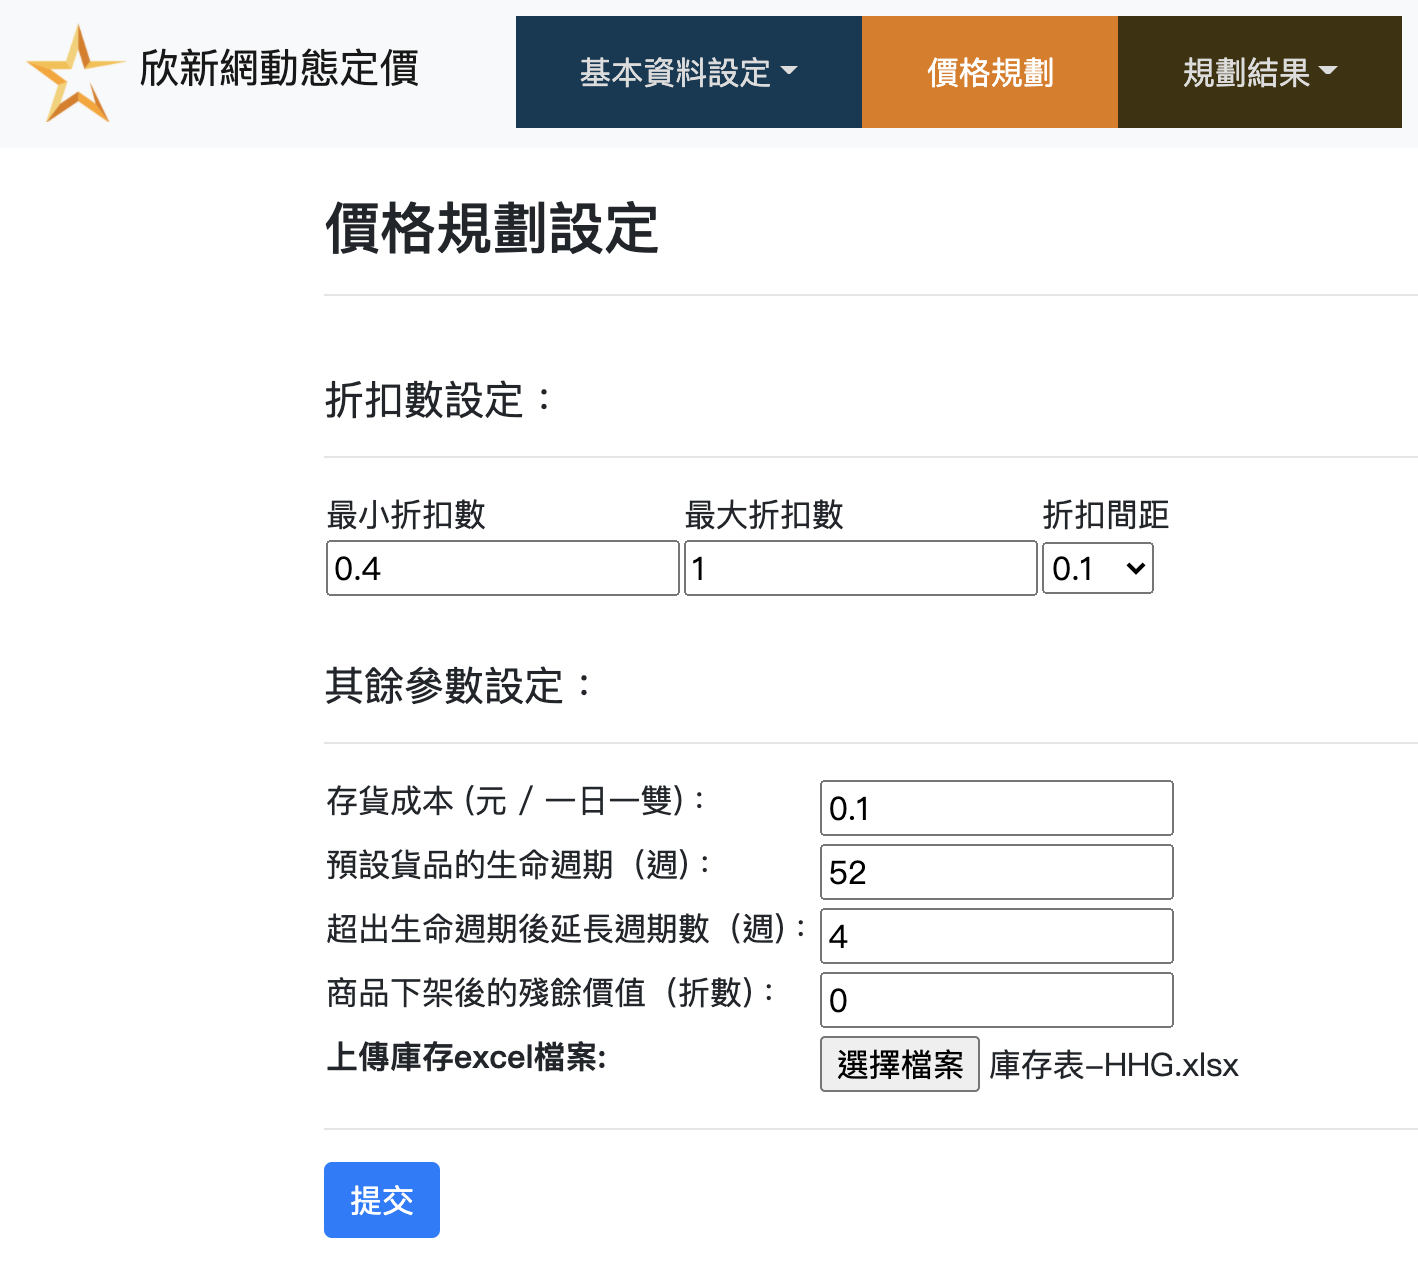 欣新網動態定價
基本資料設定
價格規劃
規劃結果
價格規劃設定
折扣數設定：
最小折扣數 最大折扣數 折扣間距
0.4 1 0.1
其餘參數設定：
存貨成本 (元 / 一日一雙)： 0.1
預設貨品的生命週期（週)： 52
超出生命週期後延長週期數（週)： 4
商品下架後的殘餘價值（折數)： 0
上傳庫存excel檔案: 選擇檔案 庫存表-HHG.xlsx
提交